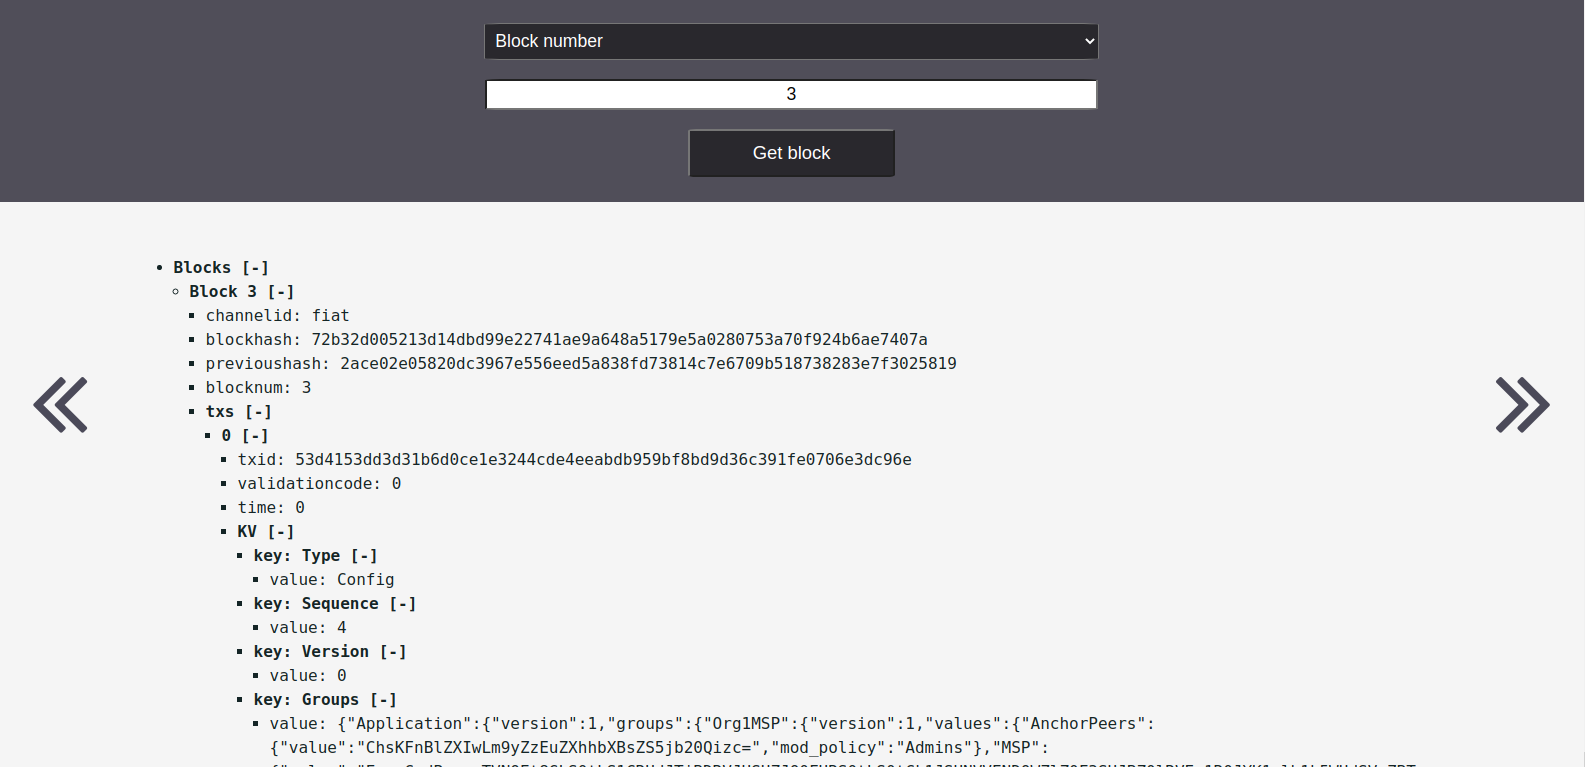 Block number
3
Get block
Blocks [-]
Block 3 [-]
channelid: fiat
blockhash: 72b32d005213d14dbd99e22741ae9a648a5179e5a0280753a70f924b6ae7407a
previoushash: 2ace02e05820dc3967e556eed5a838fd73814c7e6709b518738283e7f3025819
blocknum: 3
txs [-]
0 [-]
txid: 53d4153dd3d31b6d0ce1e3244cde4eeabdb959bf8bd9d36c391fe0706e3dc96e
validationcode: 0
time: 0
KV [-]
key: Type [-]
value: Config
key: Sequence [-]
value: 4
key: Version [-]
value: 0
key: Groups [-]
value: {"Application":{"version":1,"groups":{"Org1MSP":{"version":1,"values":{"AnchorPeers":
{"value":"ChsKFnBlZXIwLm9yZzEuZXhhbXBsZS5jb20Qizc=","mod_policy":"Admins"},"MSP":